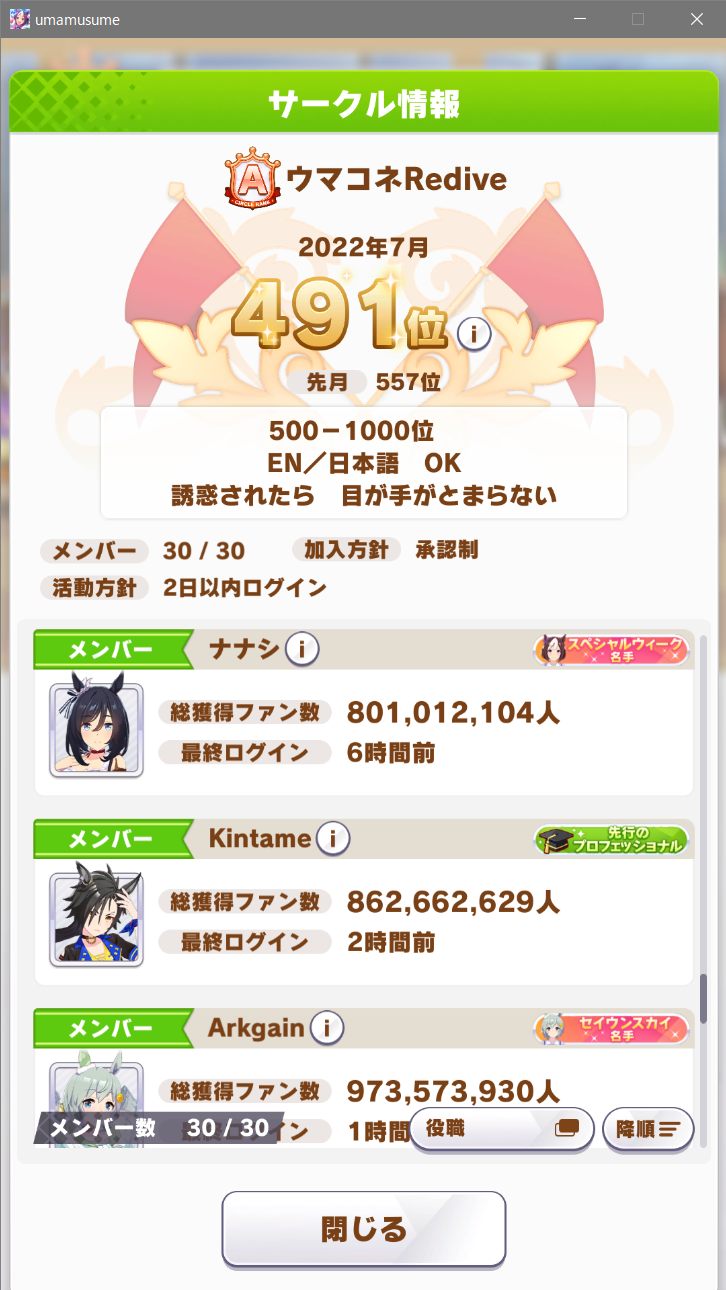 umamusume
サークル情報
A
CIRCLE RANK
ウマコネRedive
2022年7月
491位
i
先月 557位
500－1000位
EN／日本語　OK
誘惑されたら　目が手がとまらない
メンバー 30 / 30 加入方針 承認制
活動方針 2日以内ログイン
メンバー ナナシ i スペシャルウィーク
名手
総獲得ファン数 801,012,104人
最終ログイン 6時間前
メンバー Kintame i 先行の
プロフェッショナル
総獲得ファン数 862,662,629人
最終ログイン 2時間前
メンバー Arkgain i セイウンスカイ
名手
総獲得ファン数 973,573,930人
メンバー数 30 / 30 イン 1時間 役職 降順
閉じる